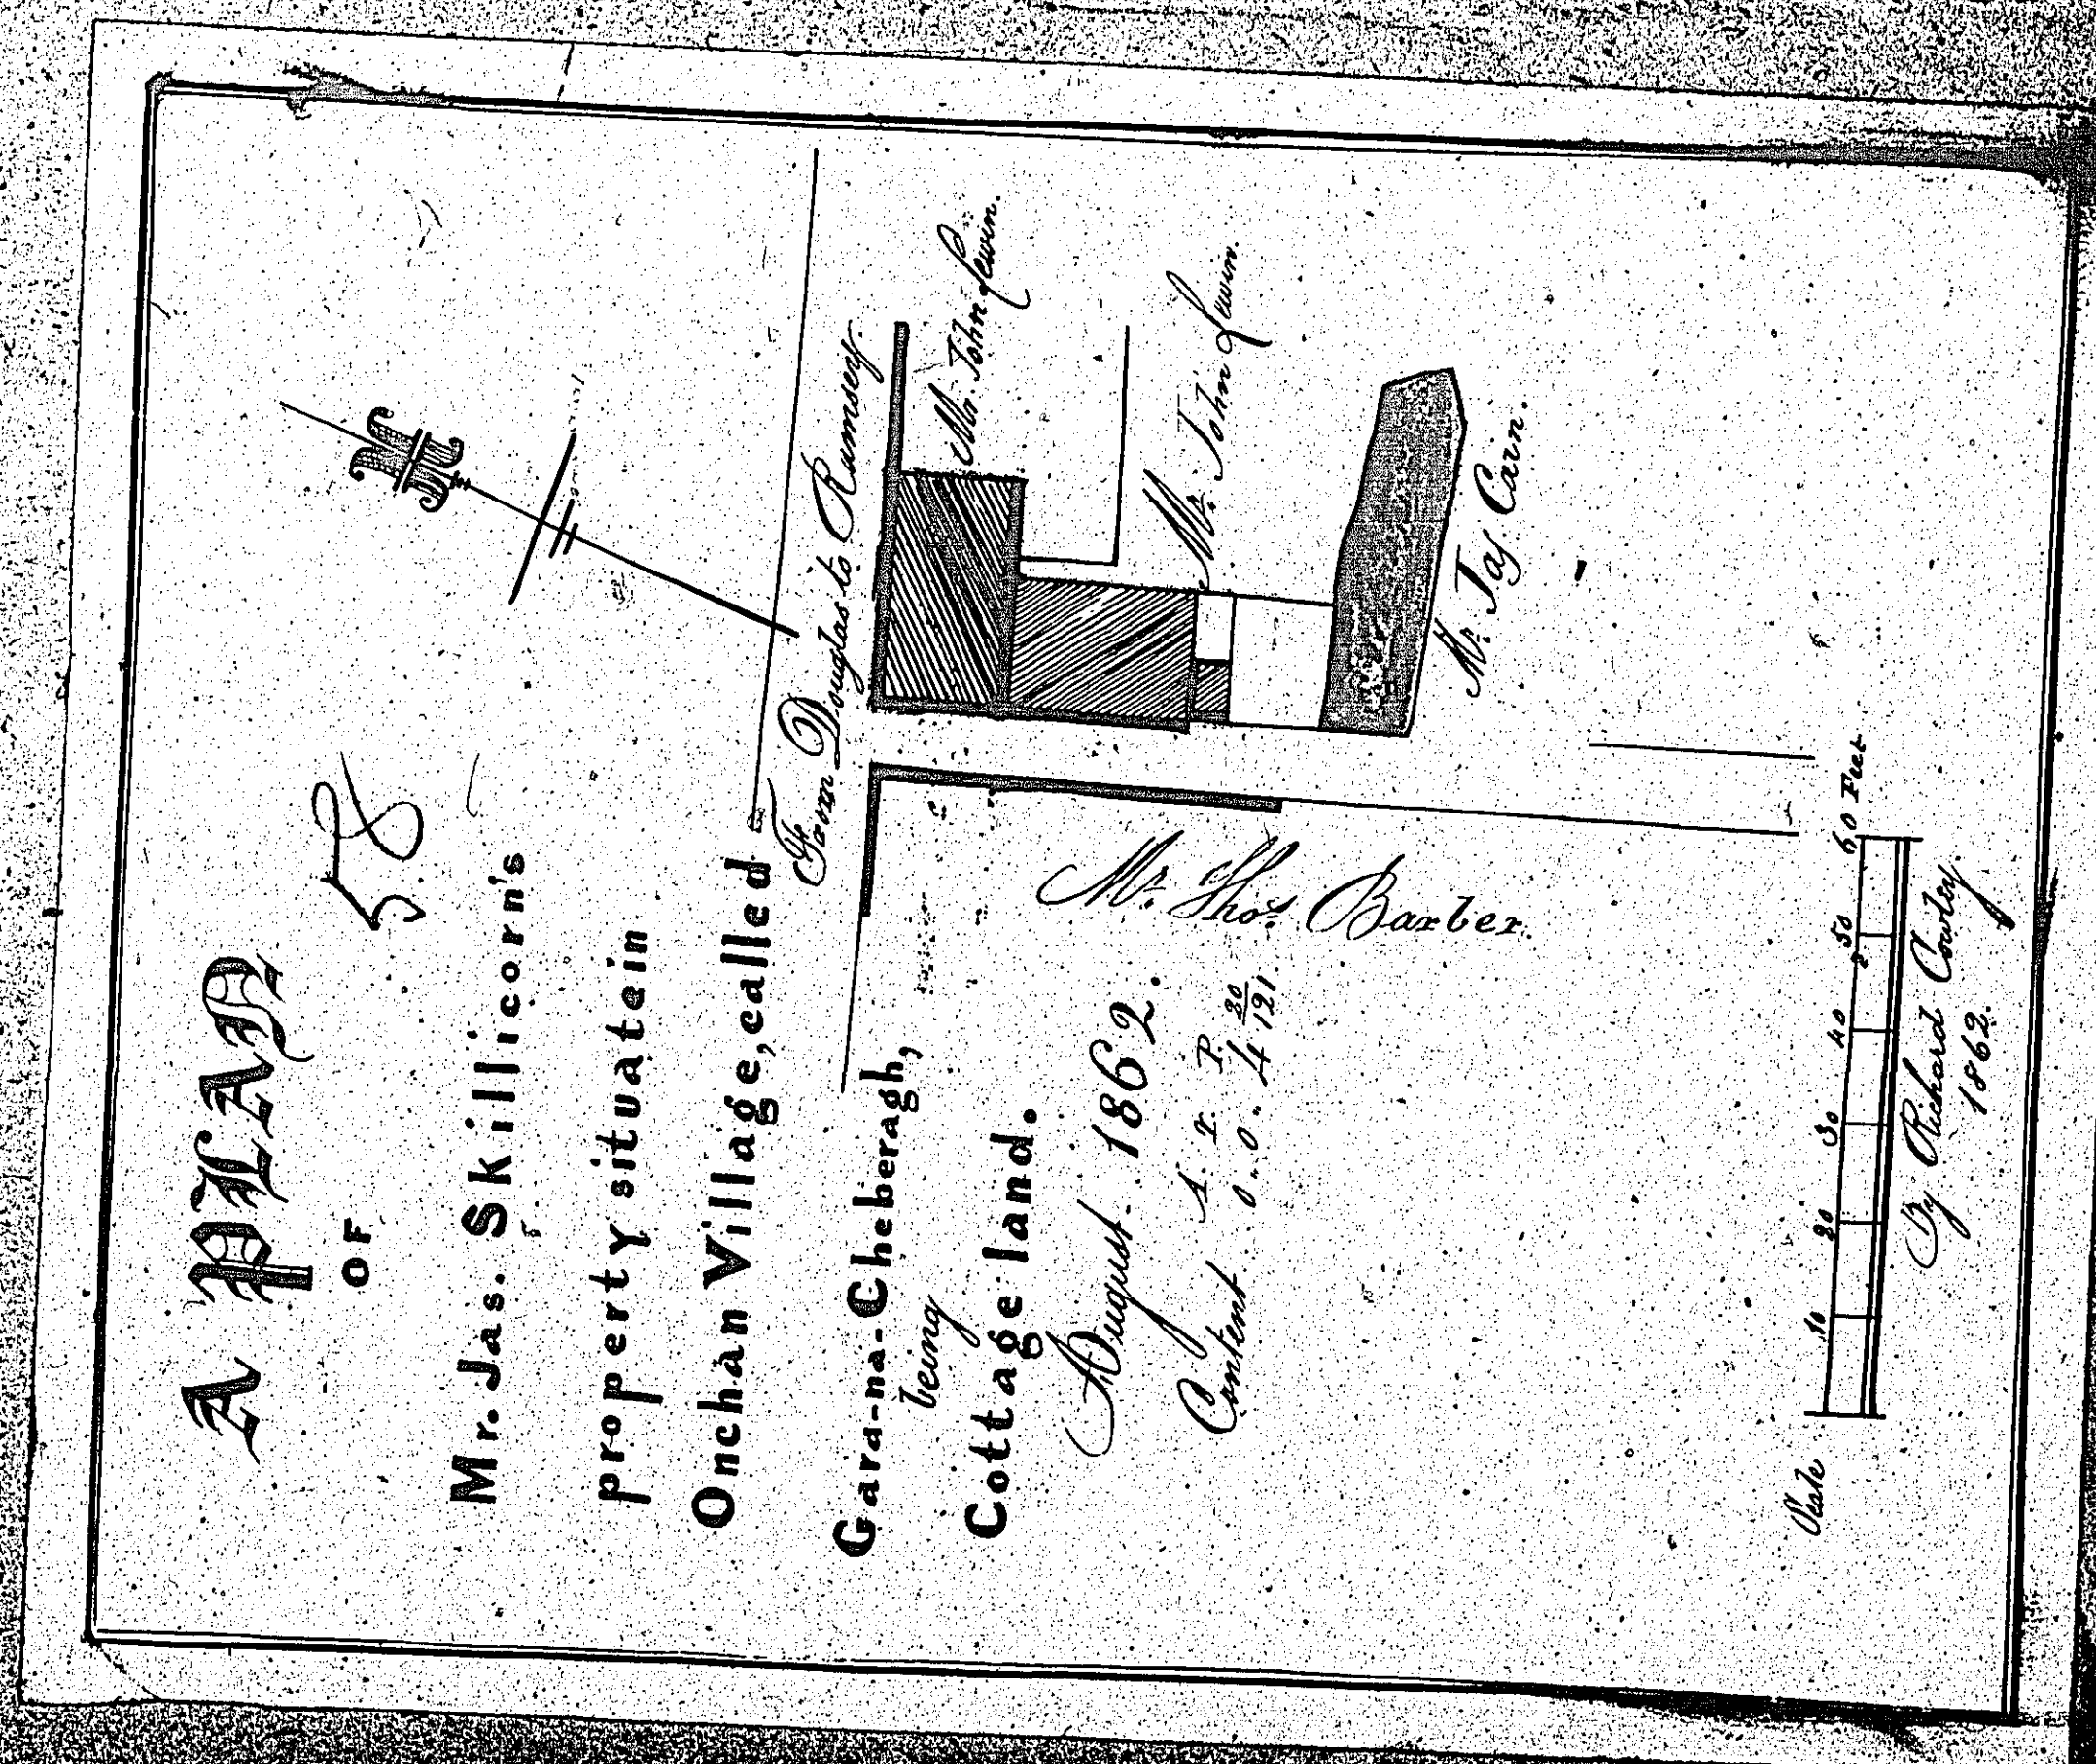 A PLAN
58
OF
Mr. Jas. Skillicorn's
property situate in
Onchan Village, called
Gara-na-Cheberagh,
being
Cottage land.
August 1862.
A. R. P.
Content. 0. 0. 4 20/121.
From Douglas to Ramsey.
Mr. John Lewin.
Mr. John Lewin.
Mr. Jas. Cain.
Mr. Thos. Barber.
N
Scale 10 20 30 40 50 60 Feet
By Richard Cowley.
1862.